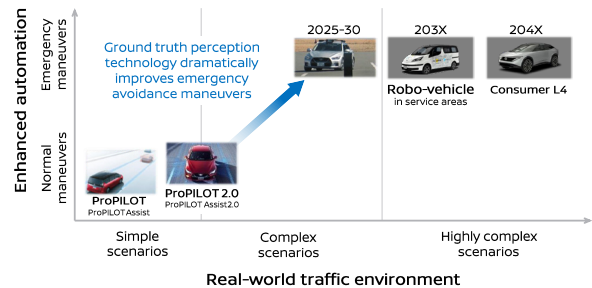 Enhanced automation
Emergency
maneuvers
Normal
maneuvers
Ground truth perception
technology dramatically
improves emergency
avoidance maneuvers
2025-30
203X
204X
Robo-vehicle
in service areas
Consumer L4
ProPILOT
ProPILOT Assist
ProPILOT 2.0
ProPILOT Assist2.0
Simple
scenarios
Complex
scenarios
Highly complex
scenarios
Real-world traffic environment